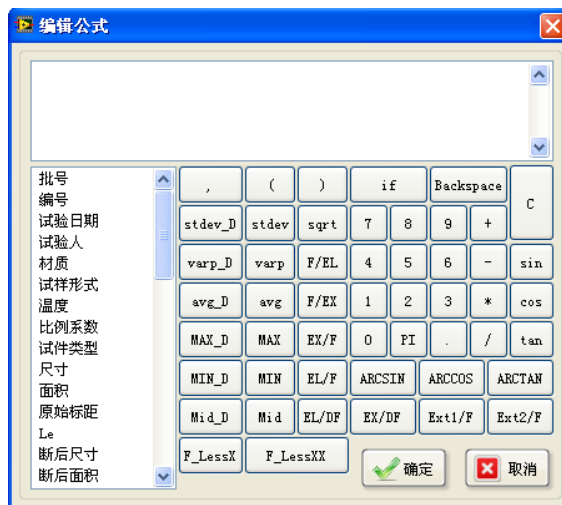 编辑公式
批号
编号
试验日期
试验人
材质
试样形式
温度
比例系数
试件类型
尺寸
面积
原始标距
Le
断后尺寸
断后面积
, ( ) if Backspace C
stdev_D stdev sqrt 7 8 9 +
varp_D varp F/EL 4 5 6 - sin
avg_D avg F/EX 1 2 3 * cos
MAX_D MAX EX/F 0 PI . / tan
MIN_D MIN EL/F ARCSIN ARCCOS ARCTAN
Mid_D Mid EL/DF EX/DF Ext1/F Ext2/F
F_LessX F_LessXX 确定 取消